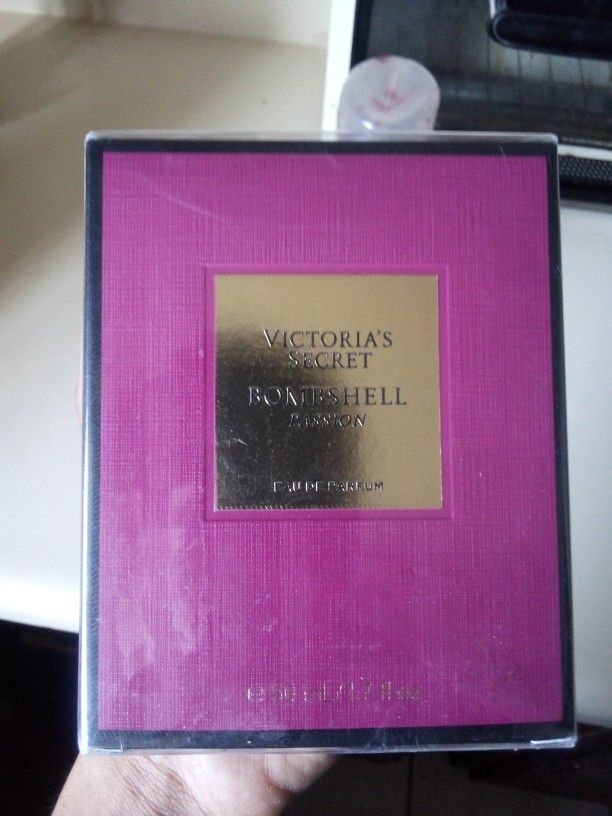 VICTORIA'S
SECRET
BOMBSHELL
PASSION
EAU DE PARFUM
℮ 50 mL/1.7 fl oz